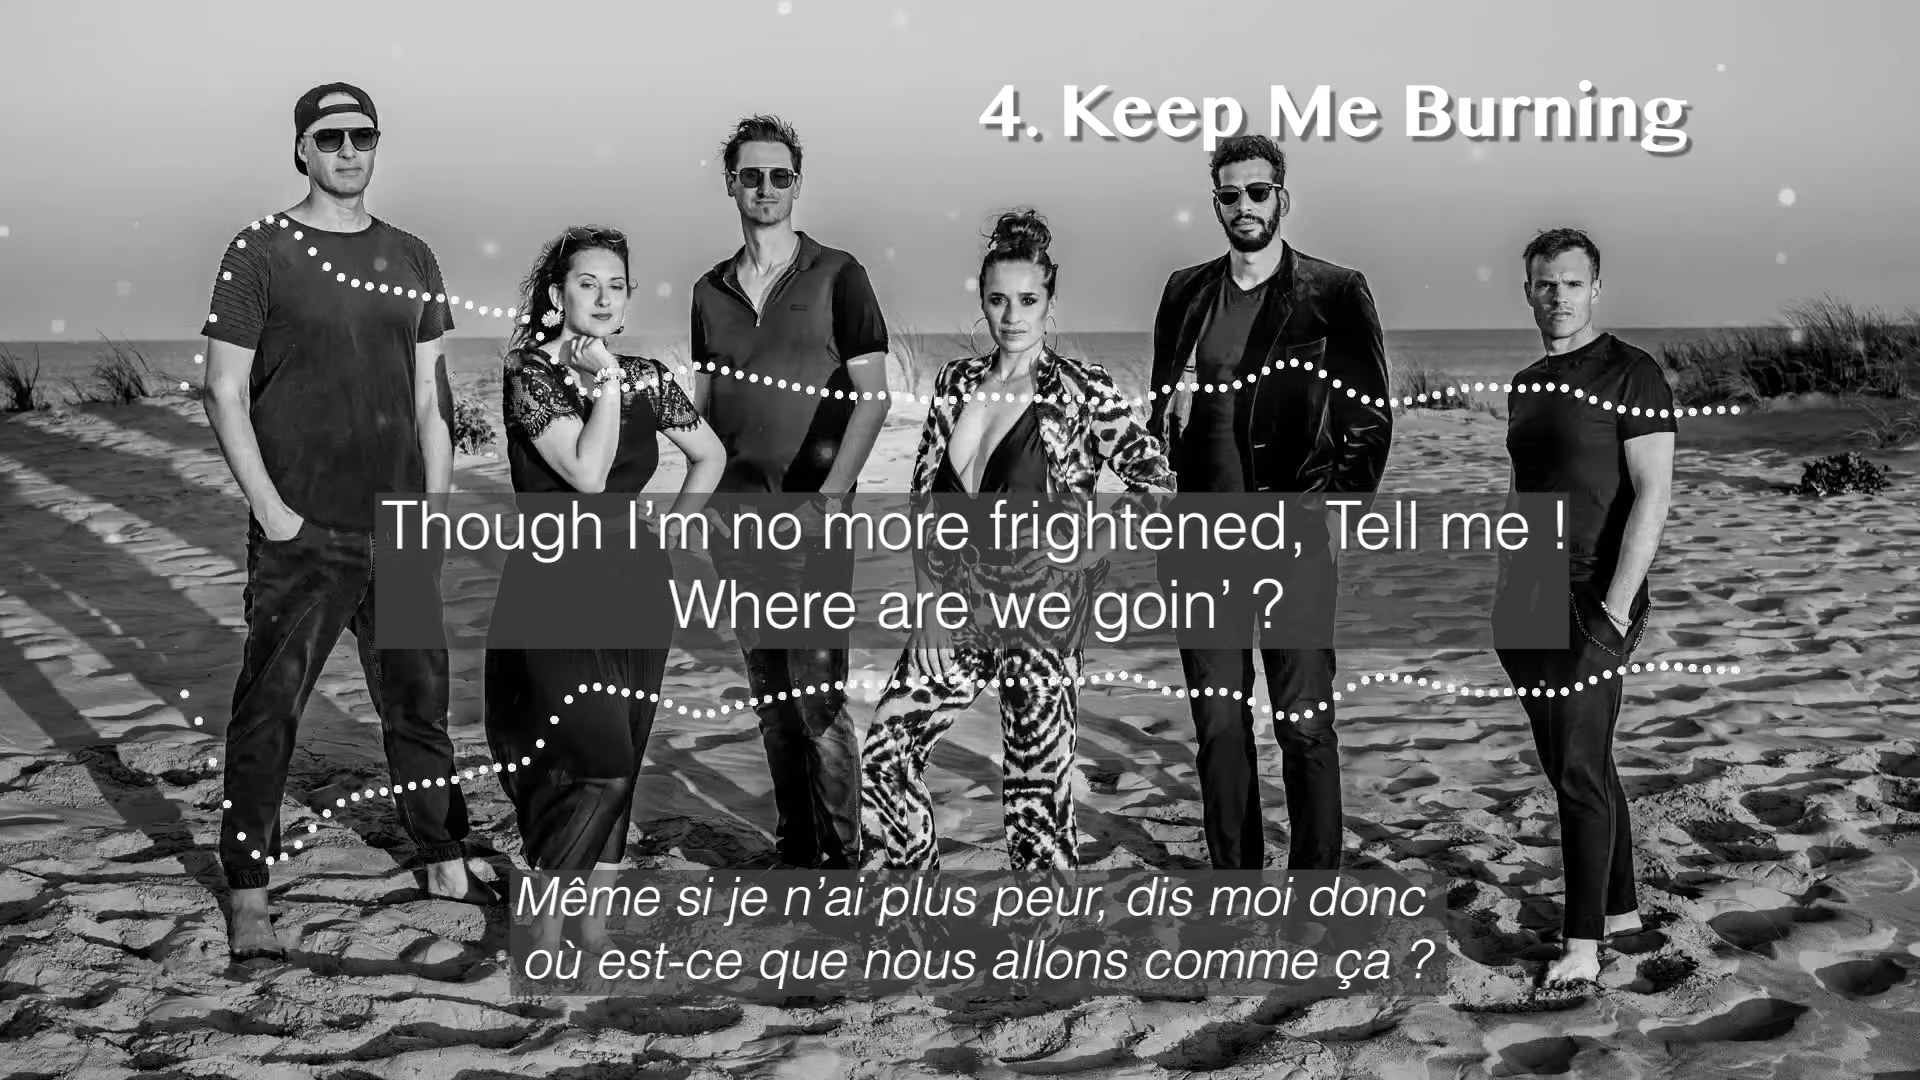 4. Keep Me Burning
Though I’m no more frightened, Tell me !
Where are we goin’ ?
Même si je n’ai plus peur, dis moi donc
où est-ce que nous allons comme ça ?